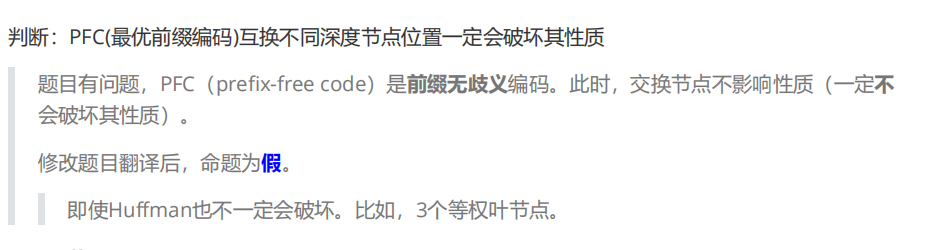 判断：PFC(最优前缀编码)互换不同深度节点位置一定会破坏其性质
题目有问题，PFC（prefix-free code）是前缀无歧义编码。此时，交换节点不影响性质（一定不
会破坏其性质）。
修改题目翻译后，命题为假。
即使Huffman也不一定会破坏。比如，3个等权叶节点。